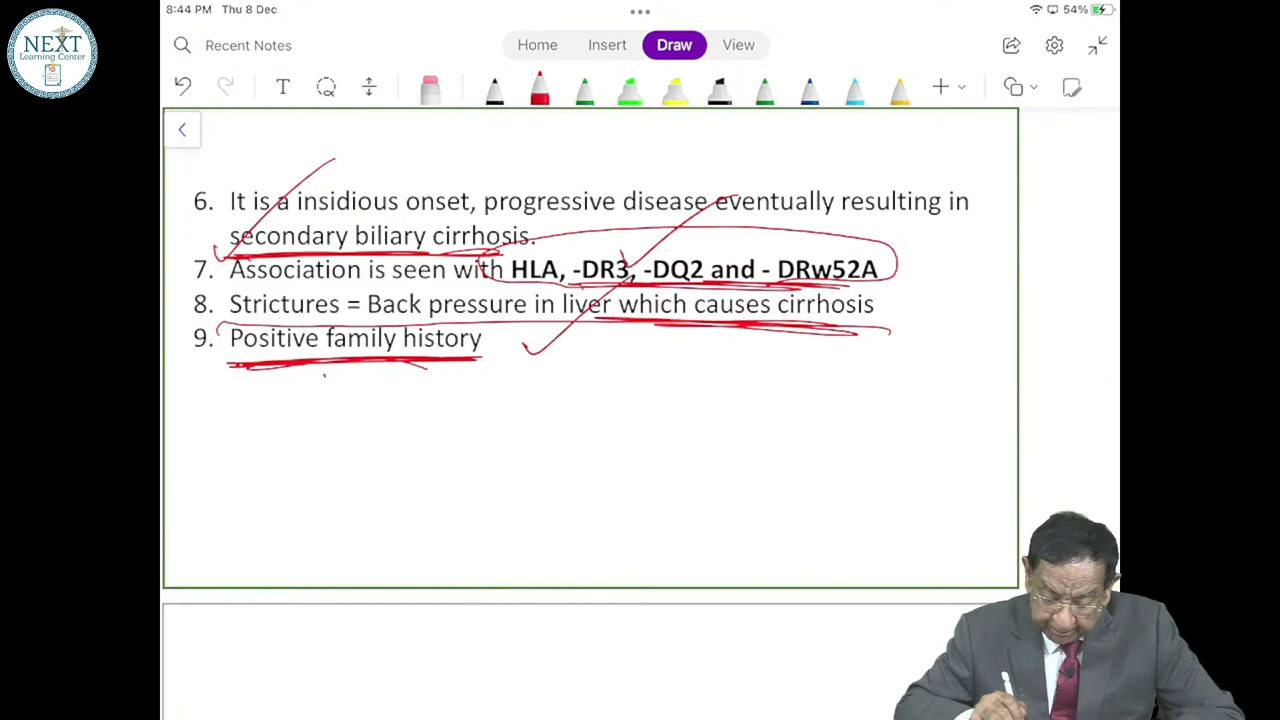 8:44 PM Thu 8 Dec
54%
NEXT
Learning Center
Recent Notes
Home Insert Draw View
T
6. It is a insidious onset, progressive disease eventually resulting in
secondary biliary cirrhosis.
7. Association is seen with HLA, -DR3, -DQ2 and - DRw52A
8. Strictures = Back pressure in liver which causes cirrhosis
9. Positive family history